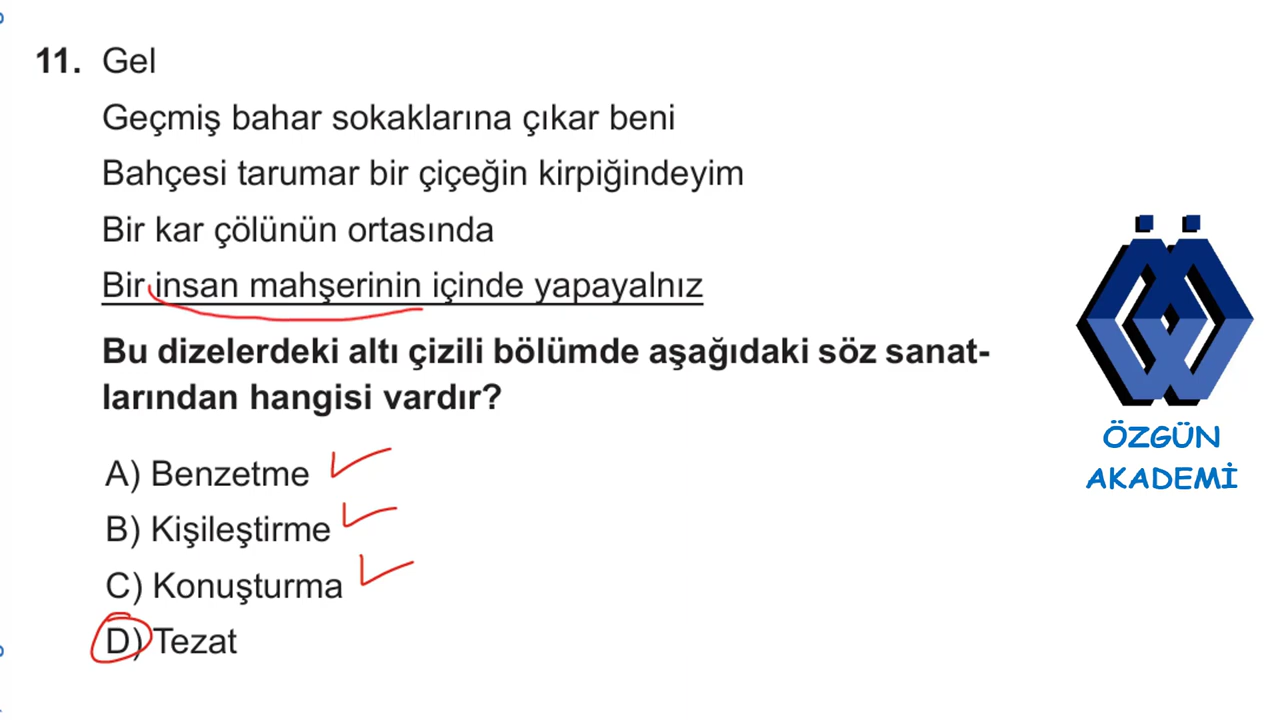 11. Gel
Geçmiş bahar sokaklarına çıkar beni
Bahçesi tarumar bir çiçeğin kirpiğindeyim
Bir kar çölünün ortasında
Bir insan mahşerinin içinde yapayalnız
Bu dizelerdeki altı çizili bölümde aşağıdaki söz sanat-
larından hangisi vardır?
A) Benzetme
B) Kişileştirme
C) Konuşturma
D) Tezat
ÖZGÜN
AKADEMİ